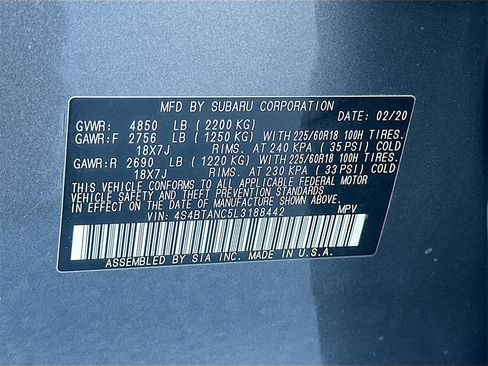 MFD BY SUBARU CORPORATION
DATE: 02/20
GVWR: 4850 LB (2200 KG)
GAWR:F 2756 LB (1250 KG) WITH 225/60R18 100H TIRES.
18X7J RIMS. AT 240 KPA (35 PSI) COLD
GAWR:R 2690 LB (1220 KG) WITH 225/60R18 100H TIRES.
18X7J RIMS. AT 230 KPA (33 PSI) COLD
THIS VEHICLE CONFORMS TO ALL APPLICABLE FEDERAL MOTOR
VEHICLE SAFETY AND THEFT PREVENTION STANDARDS
IN EFFECT ON THE DATE OF MANUFACTURE SHOWN ABOVE.
VIN: 4S4BTANC5L3188442 MPV
ASSEMBLED BY SIA INC. MADE IN U.S.A.